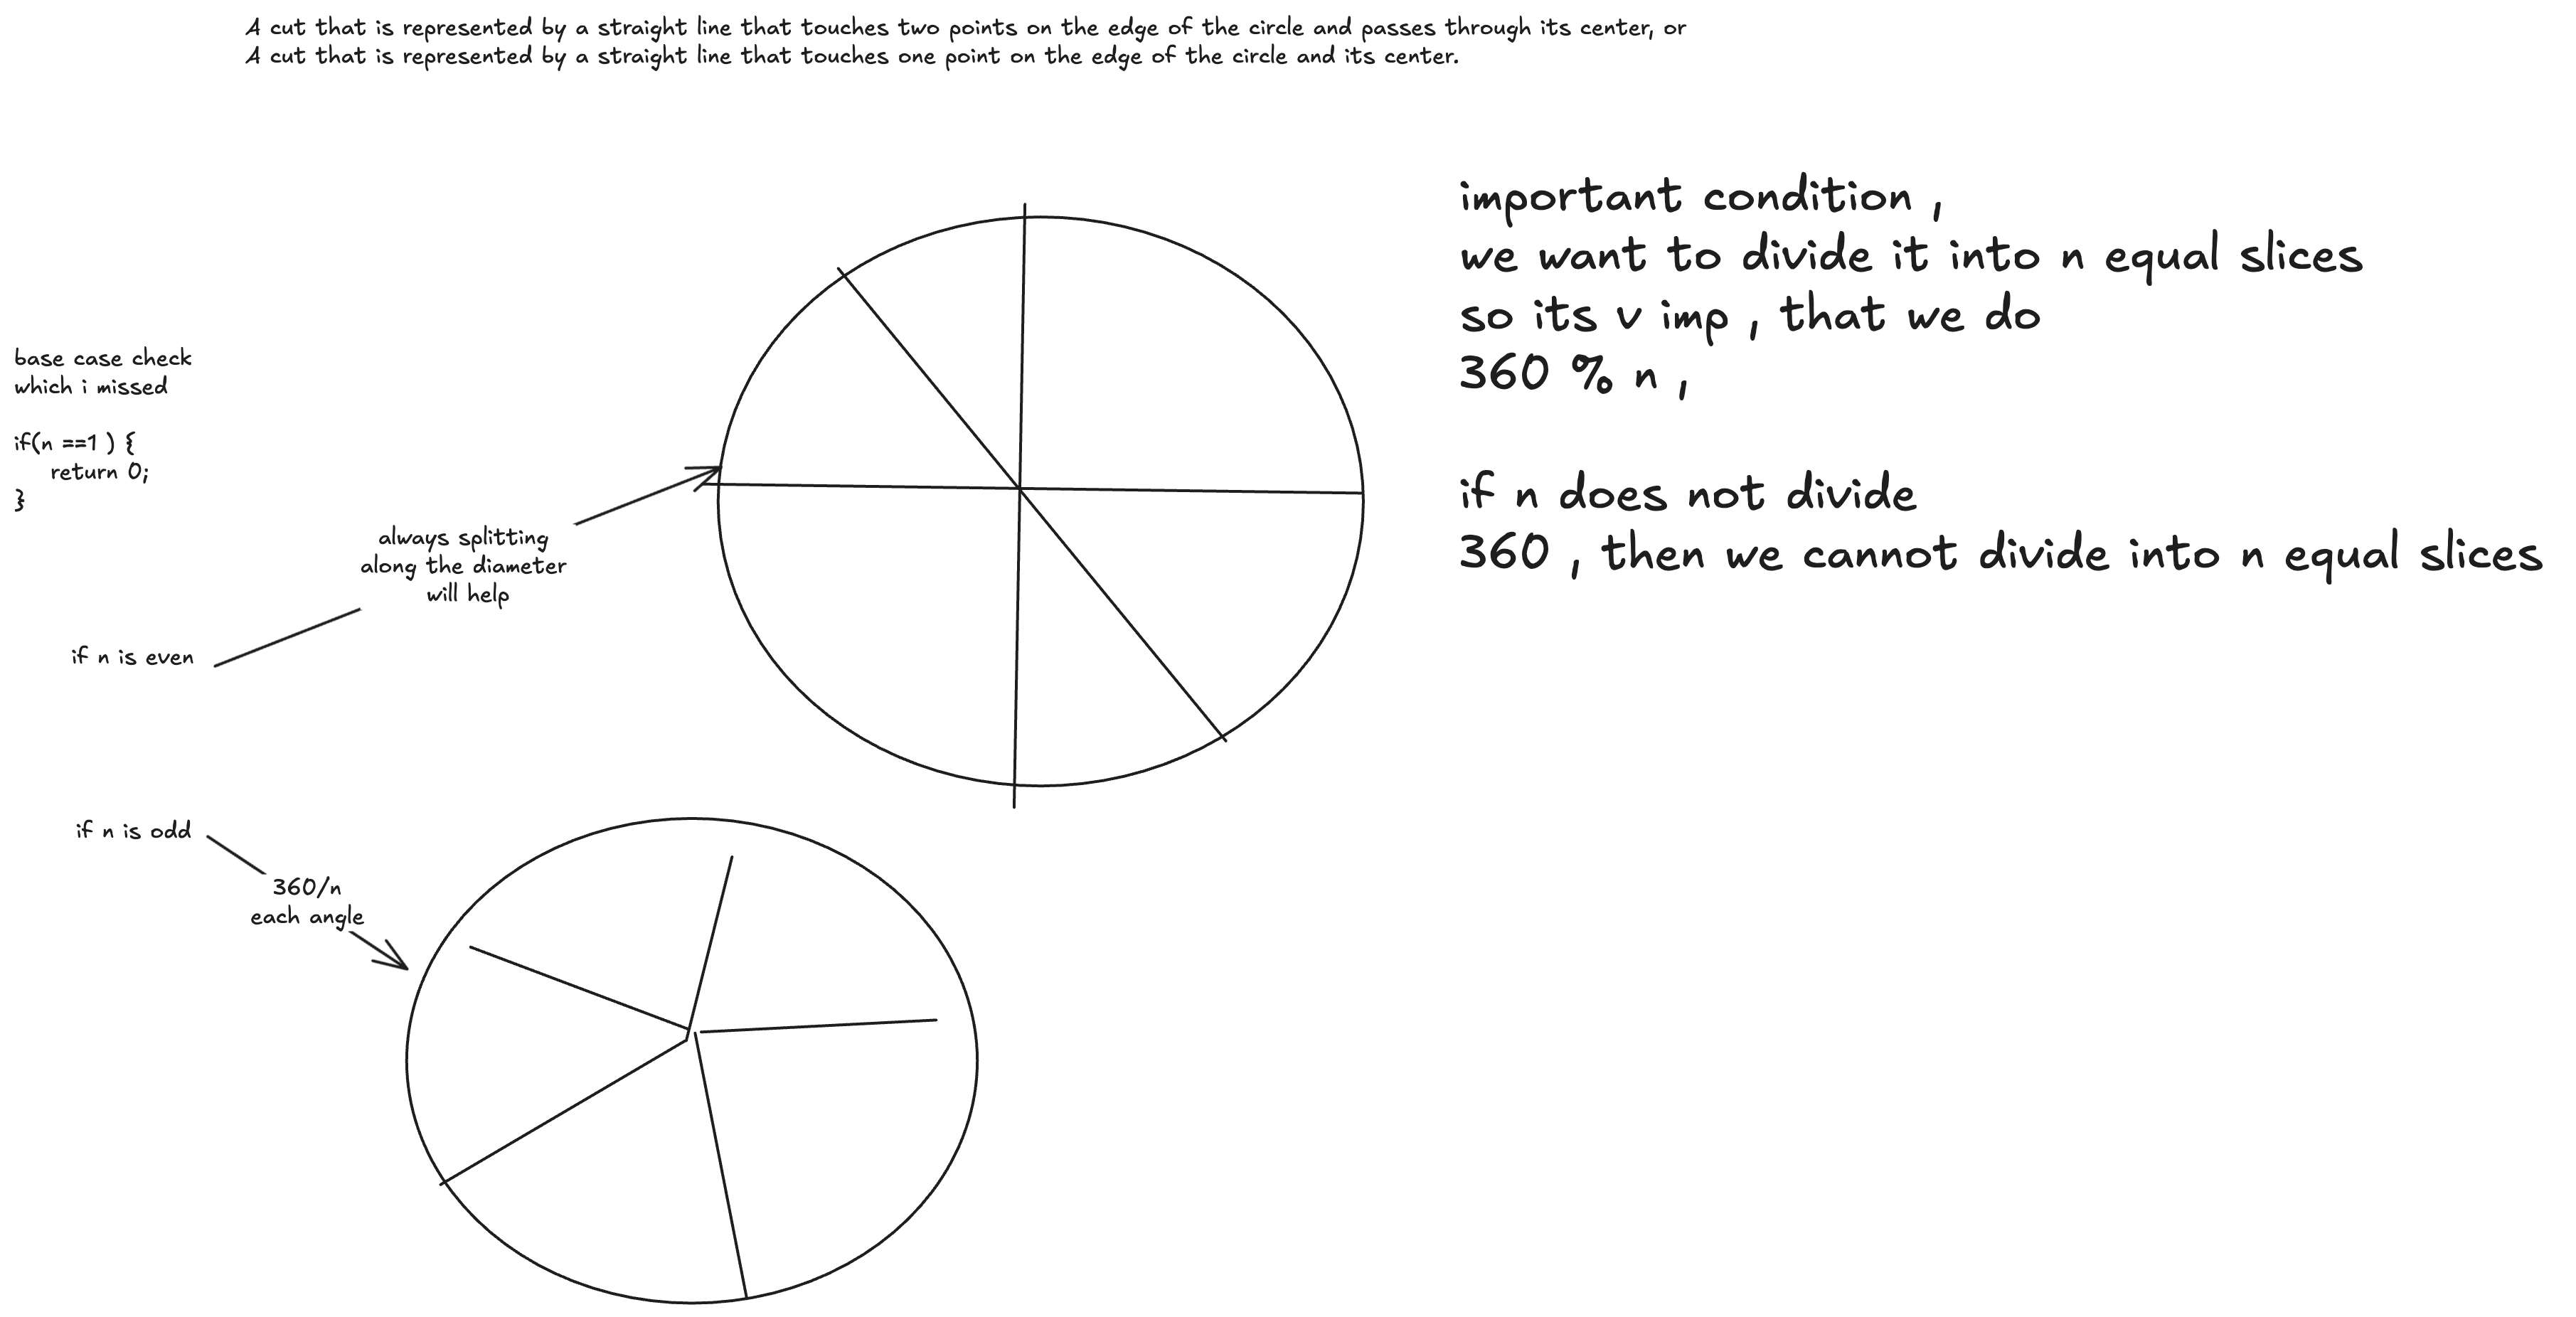 A cut that is represented by a straight line that touches two points on the edge of the circle and passes through its center, or
A cut that is represented by a straight line that touches one point on the edge of the circle and its center.
important condition ,
we want to divide it into n equal slices
so its v imp , that we do
360 % n ,
if n does not divide
360 , then we cannot divide into n equal slices
base case check
which i missed
if(n ==1 ) {
return 0;
}
always splitting
along the diameter
will help
if n is even
if n is odd
360/n
each angle